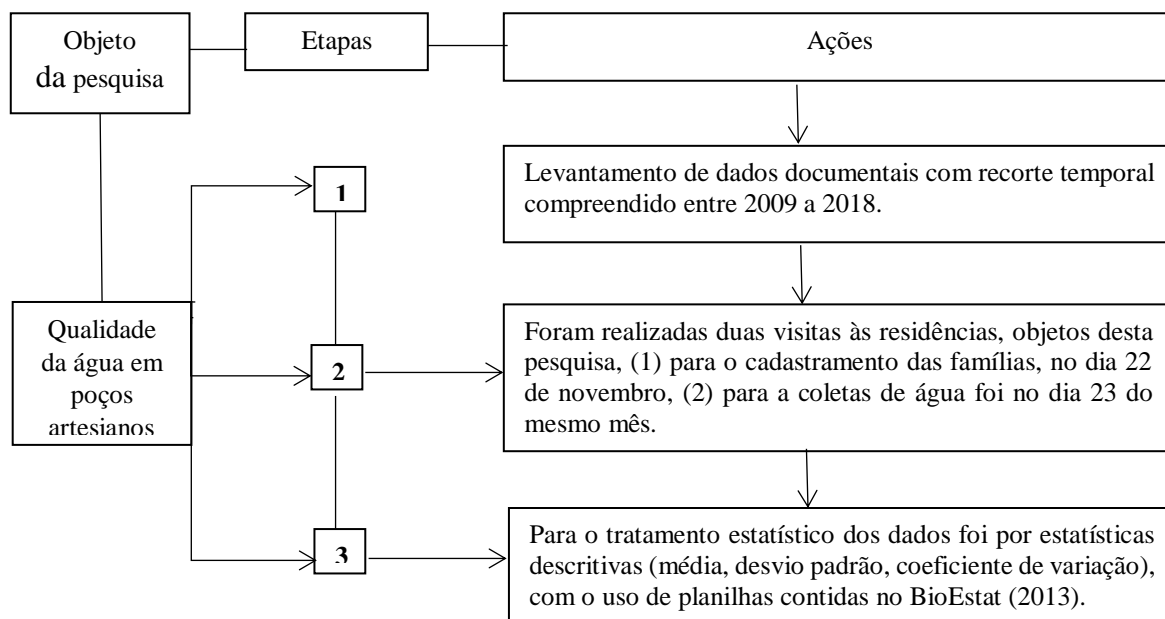 Objeto
da pesquisa
Etapas
Ações
Levantamento de dados documentais com recorte temporal
compreendido entre 2009 a 2018.
1
Qualidade
da água em
poços
artesianos
2
Foram realizadas duas visitas às residências, objetos desta
pesquisa, (1) para o cadastramento das famílias, no dia 22
de novembro, (2) para a coletas de água foi no dia 23 do
mesmo mês.
3
Para o tratamento estatístico dos dados foi por estatísticas
descritivas (média, desvio padrão, coeficiente de variação),
com o uso de planilhas contidas no BioEstat (2013).